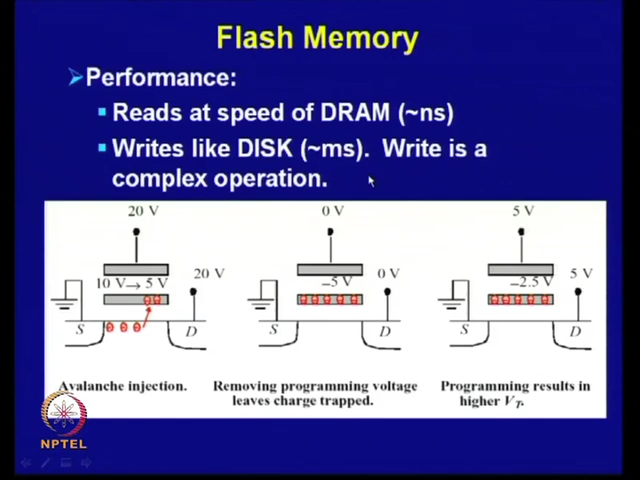 Flash Memory
Performance:
Reads at speed of DRAM (~ns)
Writes like DISK (~ms). Write is a
complex operation.
20 V
10 V→ 5 V
20 V
S
D
Avalanche injection.
0 V
–5 V
0 V
S
D
Removing programming voltage
leaves charge trapped.
5 V
–2.5 V
5 V
S
D
Programming results in
higher V_T.
NPTEL